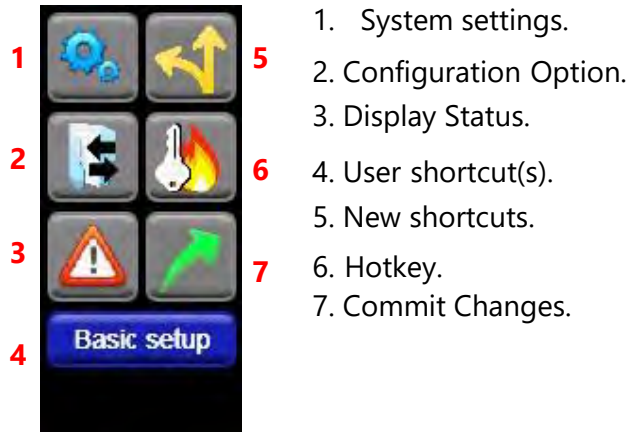 1
2
3
4
Basic setup
5
6
7
1. System settings.
2. Configuration Option.
3. Display Status.
4. User shortcut(s).
5. New shortcuts.
6. Hotkey.
7. Commit Changes.